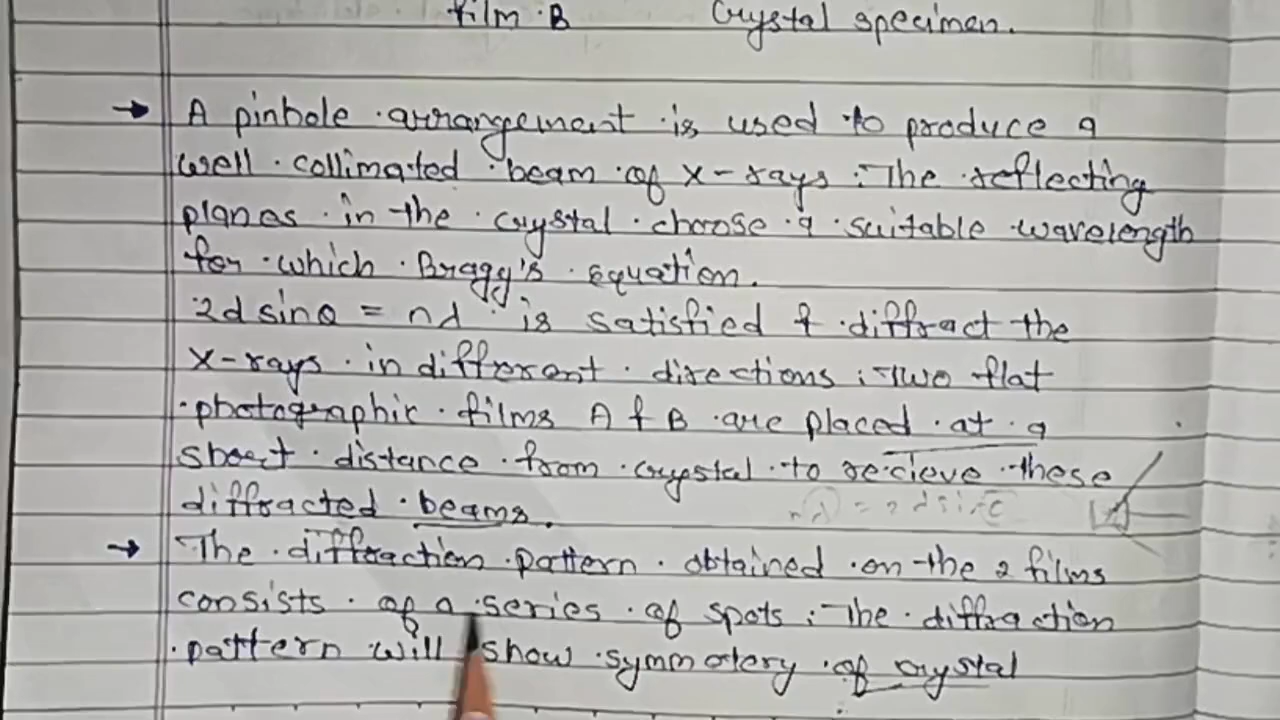 film B Crystal specimen.
→ A pinhole arrangement is used to produce a
well collimated beam of x-rays. The reflecting
planes in the crystal choose a suitable wavelength
for which Bragg's equation.
2d sinθ = nλ is satisfied & diffract the
x-rays in different directions. Two flat
photographic films A & B are placed at a
short distance from crystal to recieve these
diffracted beams.
nλ = 2d sin
→ The diffraction pattern obtained on the 2 films
consists of a series of spots. The diffraction
pattern will show symmetery of crystal